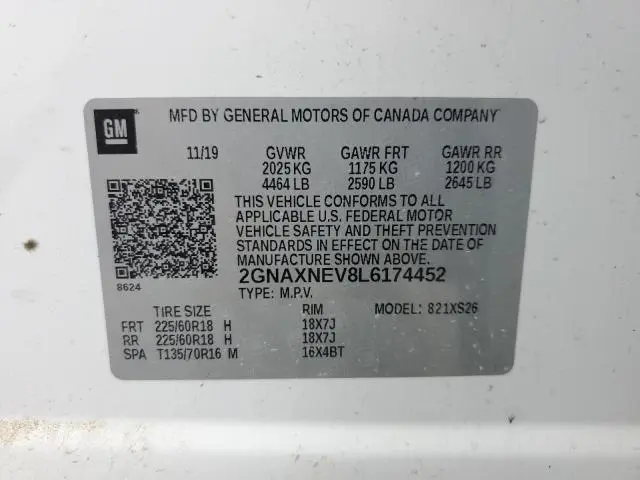 GM
MFD BY GENERAL MOTORS OF CANADA COMPANY
11/19 GVWR GAWR FRT GAWR RR
2025 KG 1175 KG 1200 KG
4464 LB 2590 LB 2645 LB
THIS VEHICLE CONFORMS TO ALL
APPLICABLE U.S. FEDERAL MOTOR
VEHICLE SAFETY AND THEFT PREVENTION
STANDARDS IN EFFECT ON THE DATE OF
MANUFACTURE SHOWN ABOVE.
8624
2GNAXNEV8L6174452
TYPE: M.P.V.
TIRE SIZE RIM MODEL: 821XS26
FRT 225/60R18 H 18X7J
RR 225/60R18 H 18X7J
SPA T135/70R16 M 16X4BT